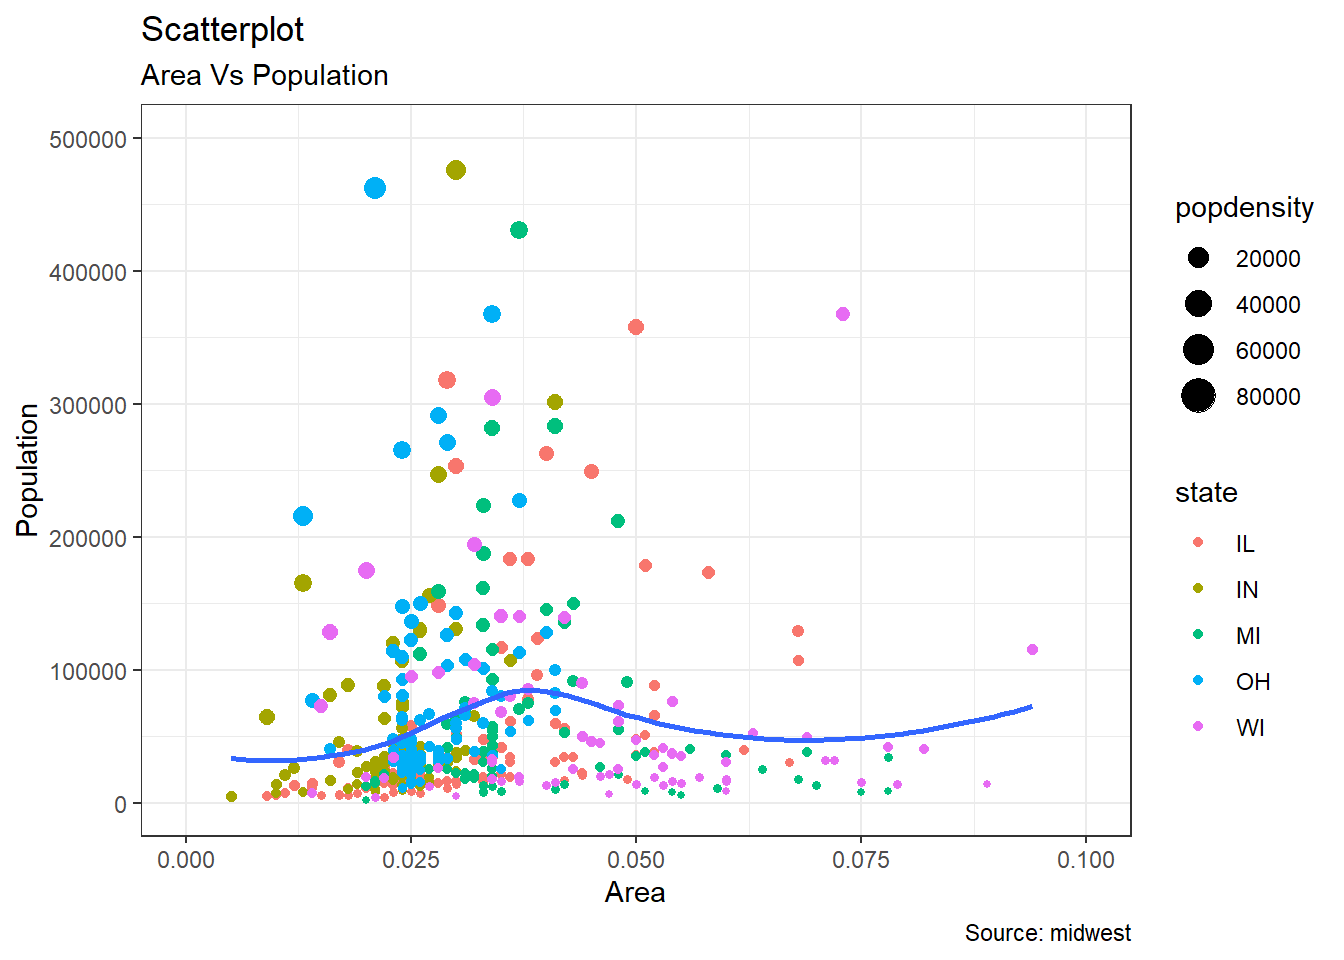 Scatterplot
Area Vs Population
500000
400000
300000
200000
100000
0
Population
0.000 0.025 0.050 0.075 0.100
Area
popdensity
20000
40000
60000
80000
state
IL
IN
MI
OH
WI
Source: midwest